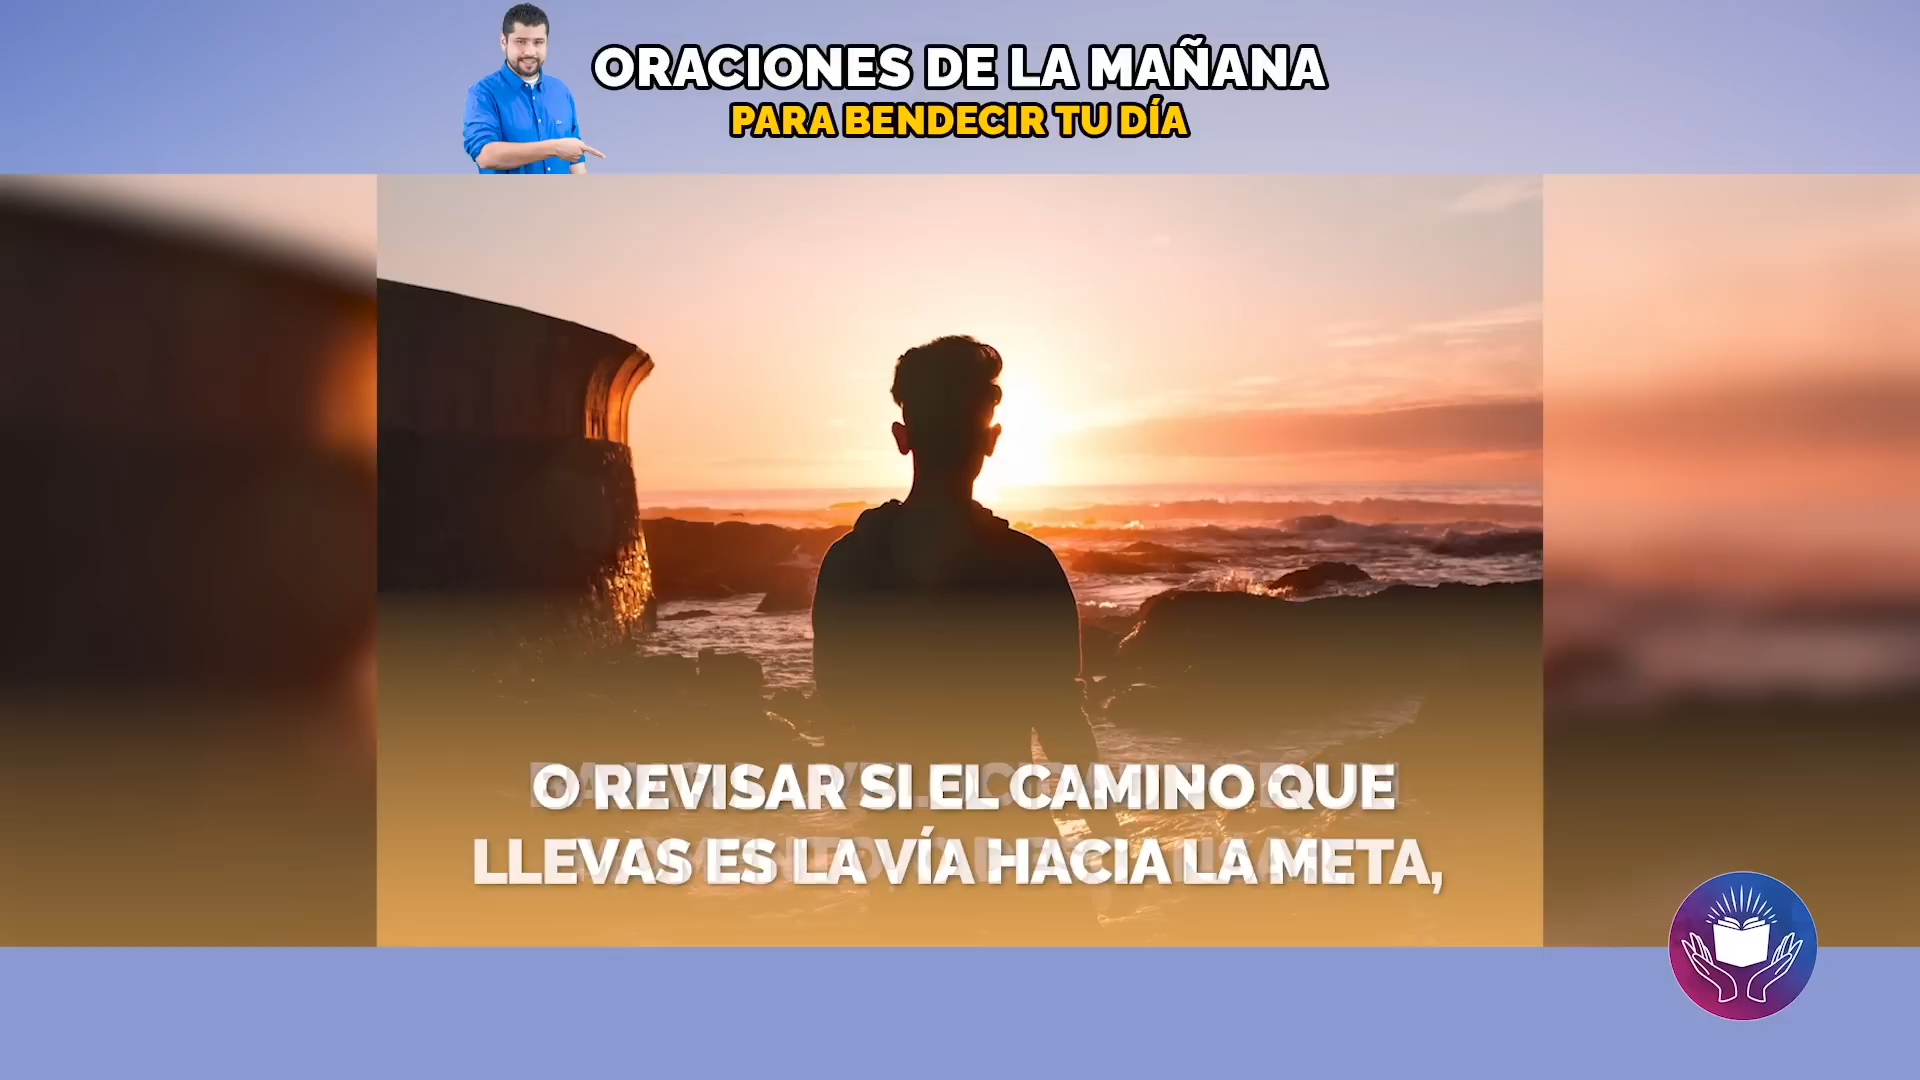 ORACIONES DE LA MAÑANA
PARA BENDECIR TU DÍA
O REVISAR SI EL CAMINO QUE
LLEVAS ES LA VÍA HACIA LA META,